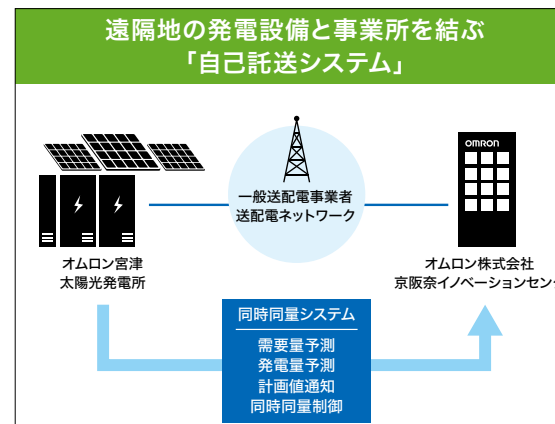 遠隔地の発電設備と事業所を結ぶ
「自己託送システム」
OMRON
一般送配電事業者
送配電ネットワーク
オムロン宮津
太陽光発電所
オムロン株式会社
京阪奈イノベーションセンタ
同時同量システム
需要量予測
発電量予測
計画値通知
同時同量制御